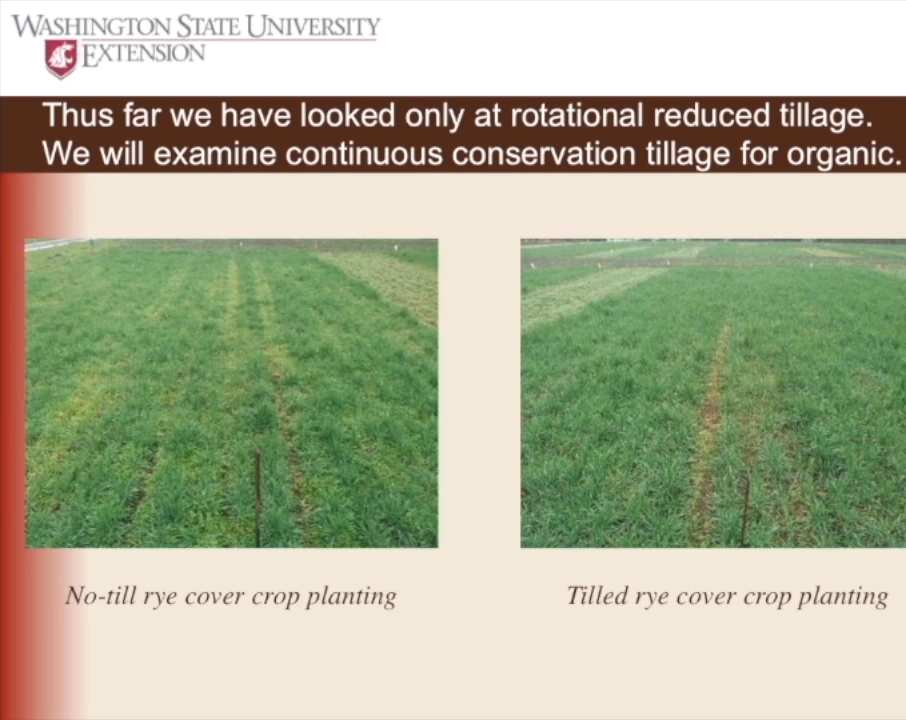 WASHINGTON STATE UNIVERSITY
EXTENSION
Thus far we have looked only at rotational reduced tillage.
We will examine continuous conservation tillage for organic.
No-till rye cover crop planting
Tilled rye cover crop planting